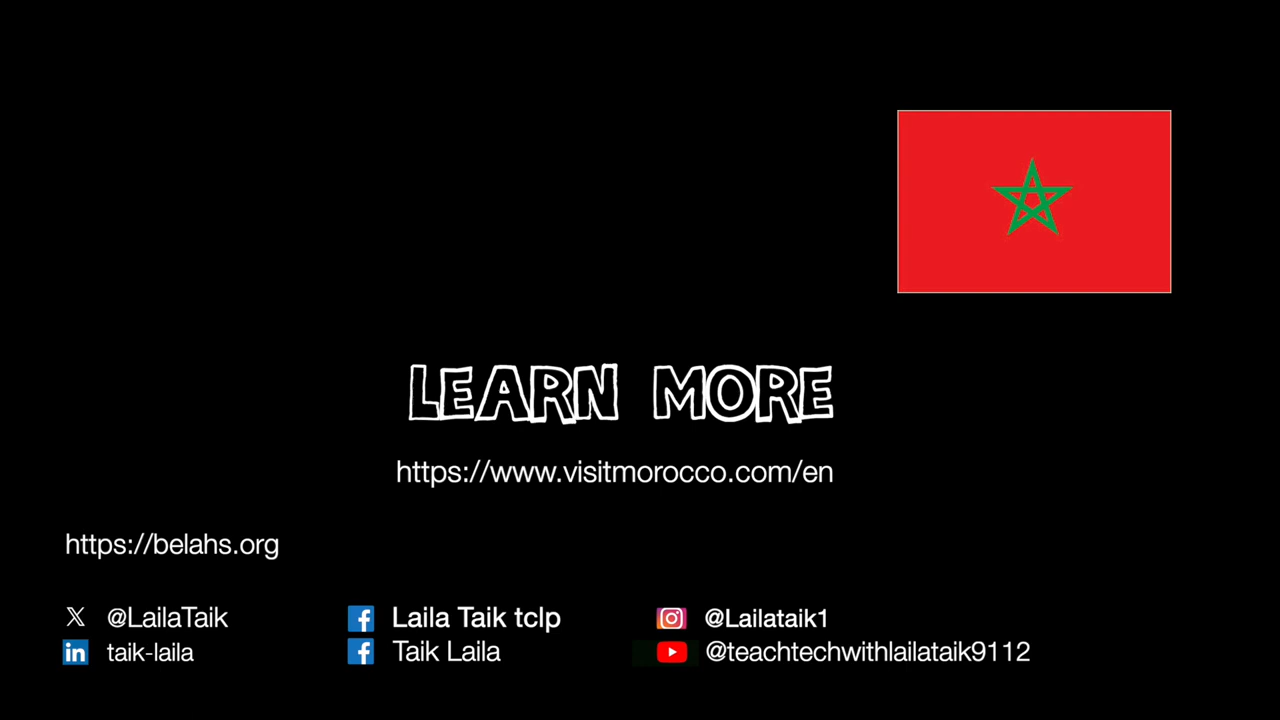 LEARN MORE
https://www.visitmorocco.com/en
https://belahs.org
@LailaTaik
Laila Taik tclp
@Lailataik1
taik-laila
Taik Laila
@teachtechwithlailataik9112